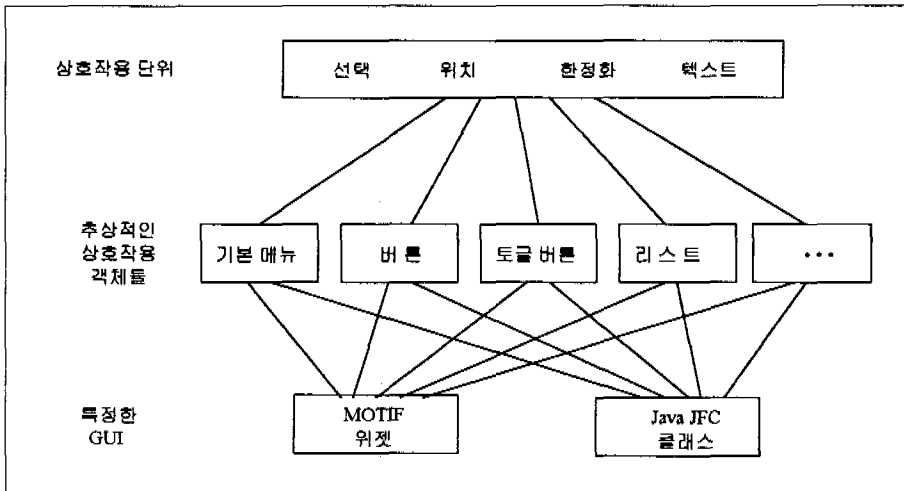 상호작용 단위
선택 위치 한정화 텍스트
추상적인
상호작용
객체들
기본 메뉴
버 튼
토글 버튼
리 스 트
•••
특정한
GUI
MOTIF
위젯
Java JFC
클래스